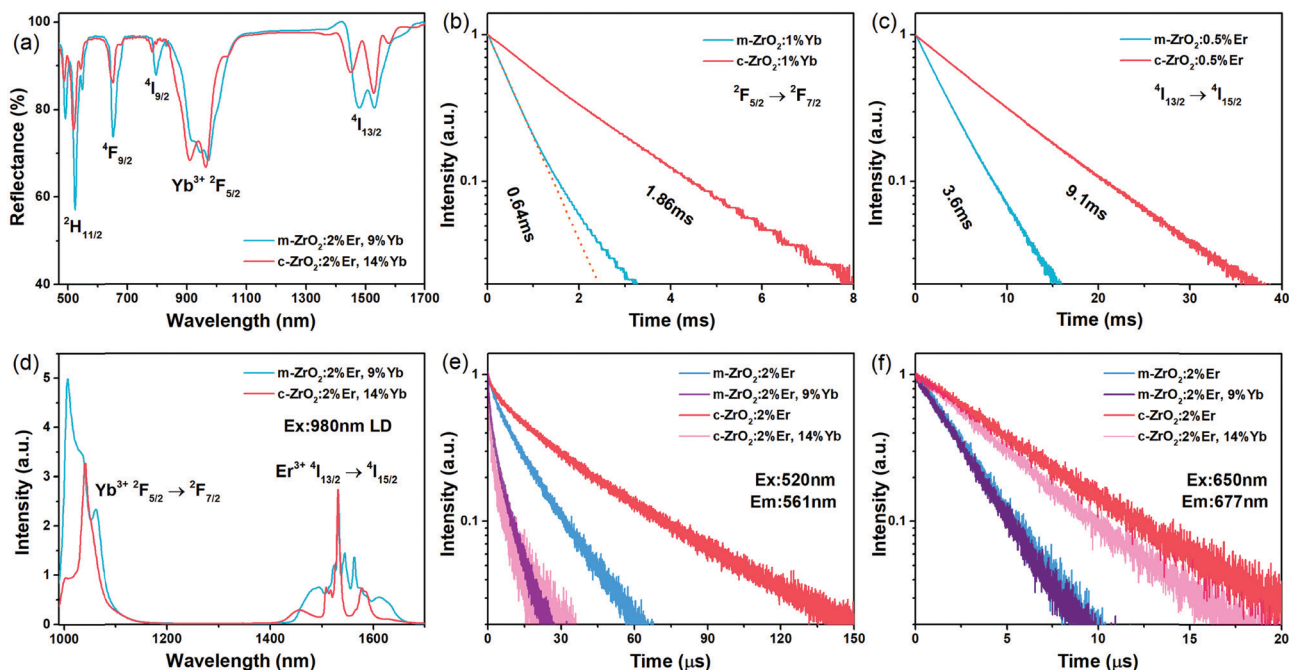 (a)
100
90
80
70
60
50
40
Reflectance (%)
500
700
900
1100
1300
1500
1700
Wavelength (nm)
²H₁₁/₂
⁴F₉/₂
⁴I₉/₂
Yb³⁺ ²F₅/₂
⁴I₁₃/₂
m-ZrO₂:2%Er, 9%Yb
c-ZrO₂:2%Er, 14%Yb
(b)
1
0.1
Intensity (a.u.)
0
2
4
6
8
Time (ms)
m-ZrO₂:1%Yb
c-ZrO₂:1%Yb
²F₅/₂ → ²F₇/₂
0.64ms
1.86ms
(c)
1
0.1
Intensity (a.u.)
0
10
20
30
40
Time (ms)
m-ZrO₂:0.5%Er
c-ZrO₂:0.5%Er
⁴I₁₃/₂ → ⁴I₁₅/₂
3.6ms
9.1ms
(d)
5
4
3
2
1
0
Intensity (a.u.)
1000
1200
1400
1600
Wavelength (nm)
m-ZrO₂:2%Er, 9%Yb
c-ZrO₂:2%Er, 14%Yb
Ex:980nm LD
Yb³⁺ ²F₅/₂ → ²F₇/₂
Er³⁺ ⁴I₁₃/₂ → ⁴I₁₅/₂
(e)
1
0.1
Intensity (a.u.)
0
30
60
90
120
150
Time (μs)
m-ZrO₂:2%Er
m-ZrO₂:2%Er, 9%Yb
c-ZrO₂:2%Er
c-ZrO₂:2%Er, 14%Yb
Ex:520nm
Em:561nm
(f)
1
0.1
Intensity (a.u.)
0
5
10
15
20
Time (μs)
m-ZrO₂:2%Er
m-ZrO₂:2%Er, 9%Yb
c-ZrO₂:2%Er
c-ZrO₂:2%Er, 14%Yb
Ex:650nm
Em:677nm